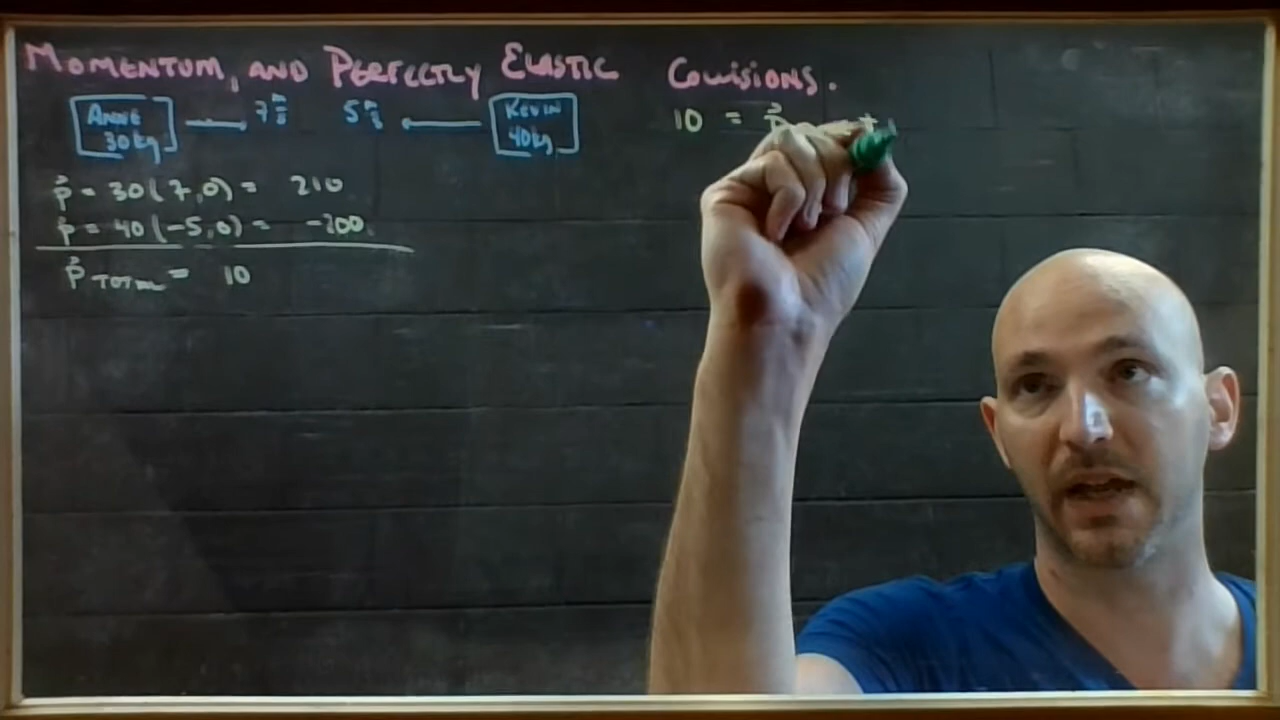 MOMENTUM, AND PERFECTLY ELASTIC COLLISIONS.
ANNE 30kg
7 m/s
5 m/s
KEVIN 40kg
p⃗ = 30(7,0) = 210
p⃗ = 40(-5,0) = -200
p⃗ TOTAL = 10
10 = p⃗